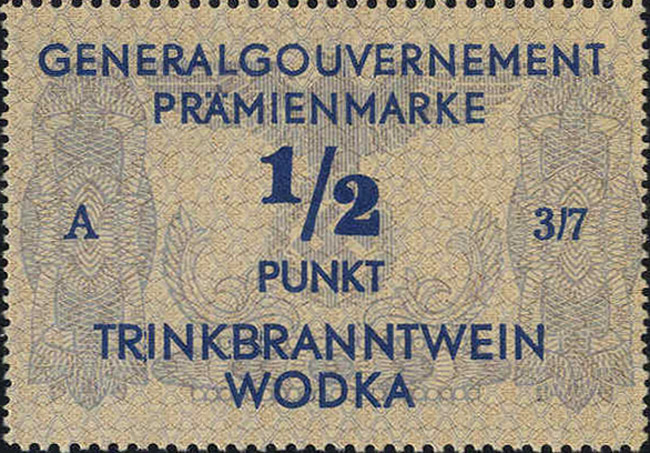 GENERALGOUVERNEMENT
PRÄMIENMARKE
1/2
A 3/7
PUNKT
TRINKBRANNTWEIN
WODKA